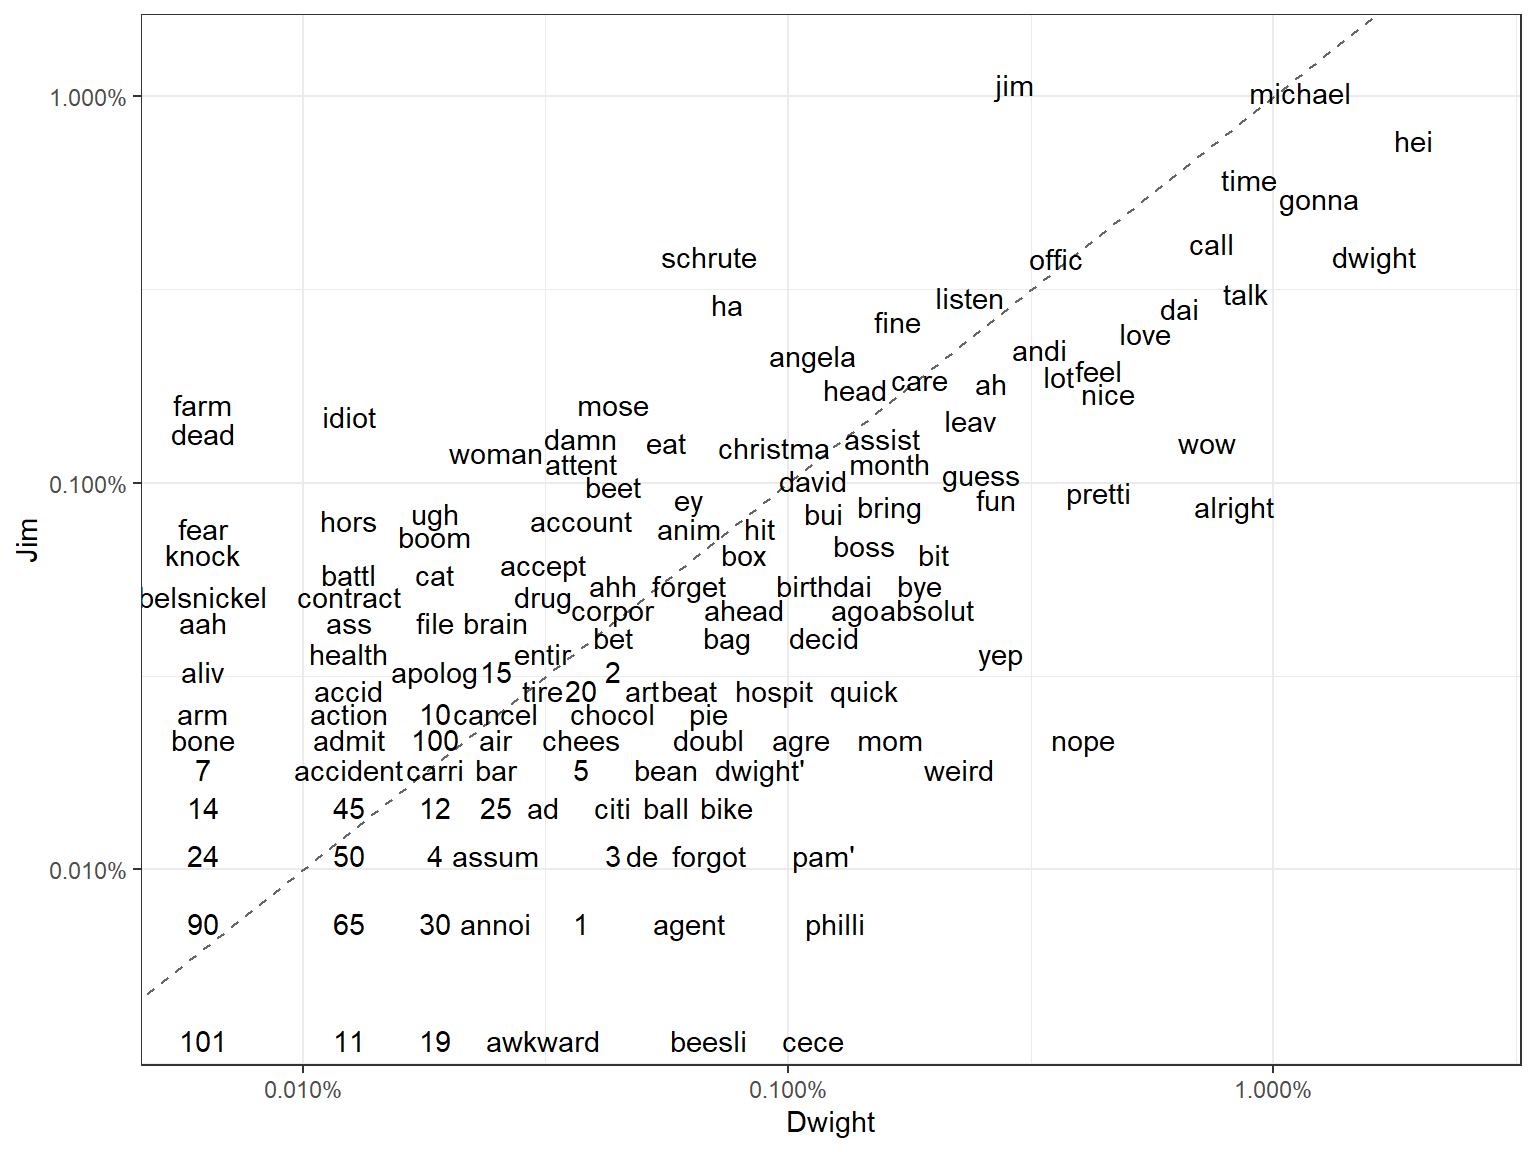 jim
1.000%
michael
hei
time
gonna
call
schrute
offic
dwight
listen
talk
ha
dai
fine
love
angela
andi
feel
lot
care
ah
head
nice
farm
mose
idiot
leav
dead
damn
eat
assist
wow
woman
christma
attent
month
guess
0.100%
beet
david
pretti
ey
fun
bring
alright
ugh
bui
hors
account
fear
anim
hit
boom
Jim
boss
knock
box
bit
accept
battl
cat
ahh
forget
birthdai
bye
belsnickel
contract
drug
corpor
ahead
ago
absolut
aah
ass
file
brain
bet
bag
decid
health
entir
yep
aliv
apolog
15
2
accid
tire
20
art
beat
hospit
quick
arm
action
10
cancel
chocol
pie
bone
admit
100
air
chees
doubl
agre
mom
nope
7
accident
carri
bar
5
bean
dwight'
weird
14
45
12
25
ad
citi
ball
bike
24
50
4
assum
3
de
forgot
pam'
0.010%
90
65
30
annoi
1
agent
philli
101
11
19
awkward
beesli
cece
0.010%
0.100%
1.000%
Dwight